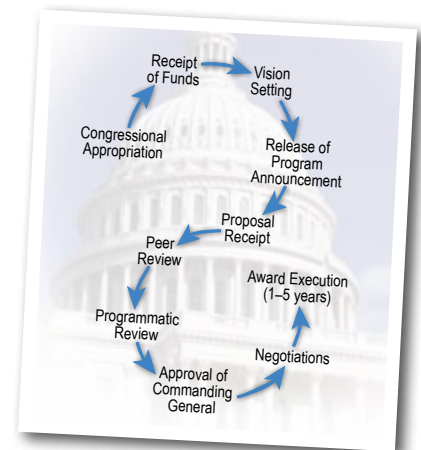 Congressional
Appropriation
Receipt
of Funds
Vision
Setting
Release of
Program
Announcement
Proposal
Receipt
Peer
Review
Programmatic
Review
Approval of
Commanding
General
Negotiations
Award Execution
(1–5 years)